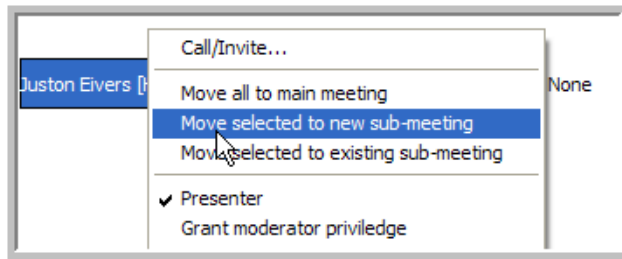 Call/Invite...
Juston Eivers [H
None
Move all to main meeting
Move selected to new sub-meeting
Move selected to existing sub-meeting
Presenter
Grant moderator priviledge